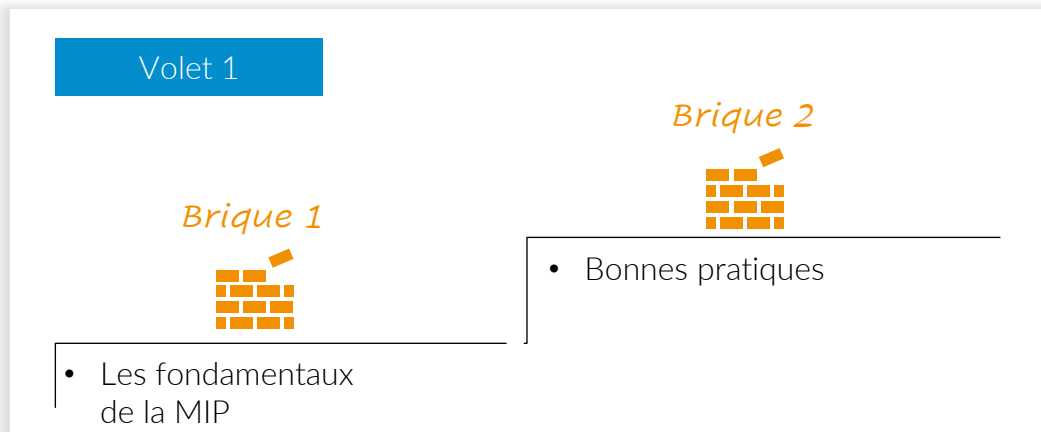 Volet 1
Brique 1
• Les fondamentaux
de la MIP
Brique 2
• Bonnes pratiques